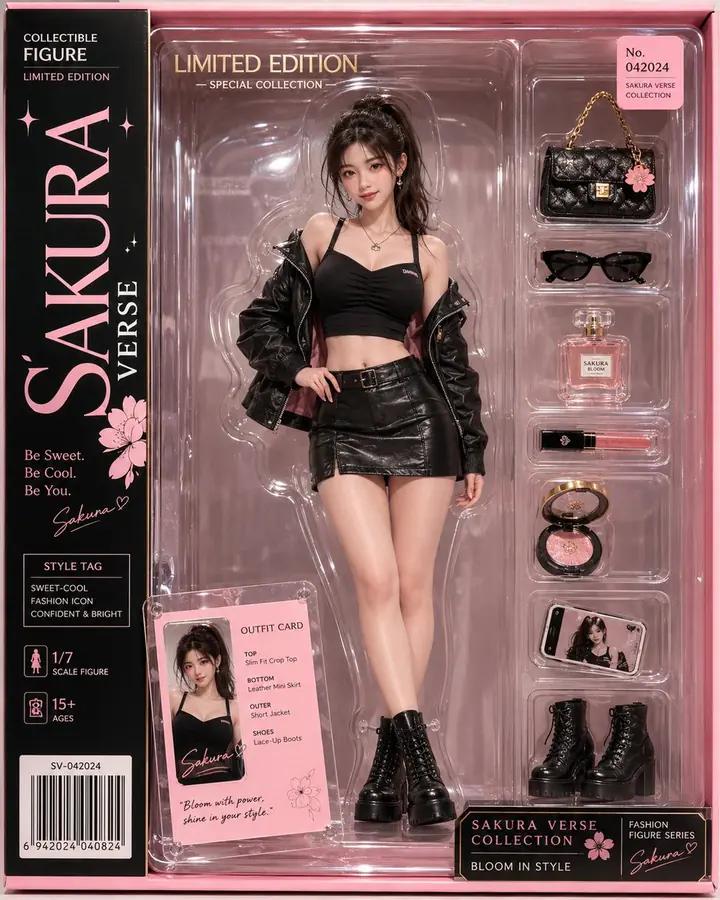 COLLECTIBLE
FIGURE
LIMITED EDITION
SAKURA
VERSE
Be Sweet.
Be Cool.
Be You.
Sakura
STYLE TAG
SWEET-COOL
FASHION ICON
CONFIDENT & BRIGHT
1/7
SCALE FIGURE
15+
AGES
SV-042024
6 942024 040824
LIMITED EDITION
— SPECIAL COLLECTION —
No.
042024
SAKURA VERSE
COLLECTION
SAKURA
BLOOM
OUTFIT CARD
TOP
Slim Fit Crop Top
BOTTOM
Leather Mini Skirt
OUTER
Short Jacket
SHOES
Lace-Up Boots
Sakura
"Bloom with power,
shine in your style."
SAKURA VERSE
COLLECTION
BLOOM IN STYLE
FASHION
FIGURE SERIES
Sakura